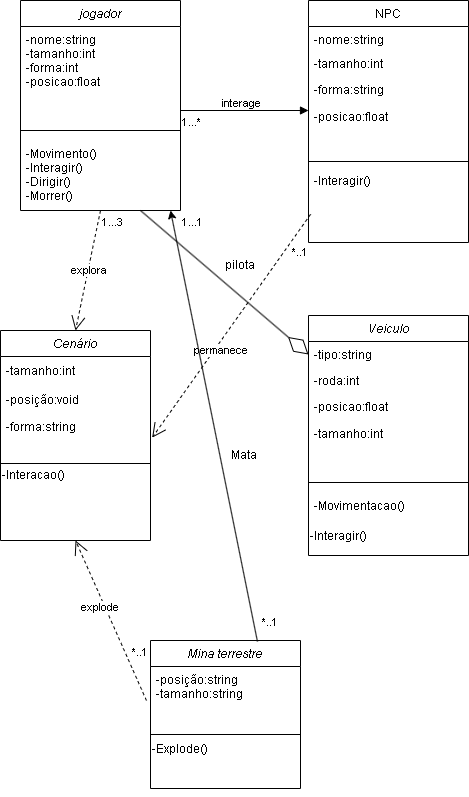 jogador
-nome:string
-tamanho:int
-forma:int
-posicao:float
-Movimento()
-Interagir()
-Dirigir()
-Morrer()
NPC
-nome:string
-tamanho:int
-forma:string
-posicao:float
-Interagir()
interage
1...*
1...3
1...1
*..1
explora
pilota
permanece
Cenário
-tamanho:int
-posição:void
-forma:string
-Interacao()
Veiculo
-tipo:string
-roda:int
-posicao:float
-tamanho:int
-Movimentacao()
-Interagir()
Mata
explode
*..1
*..1
Mina terrestre
-posição:string
-tamanho:string
-Explode()